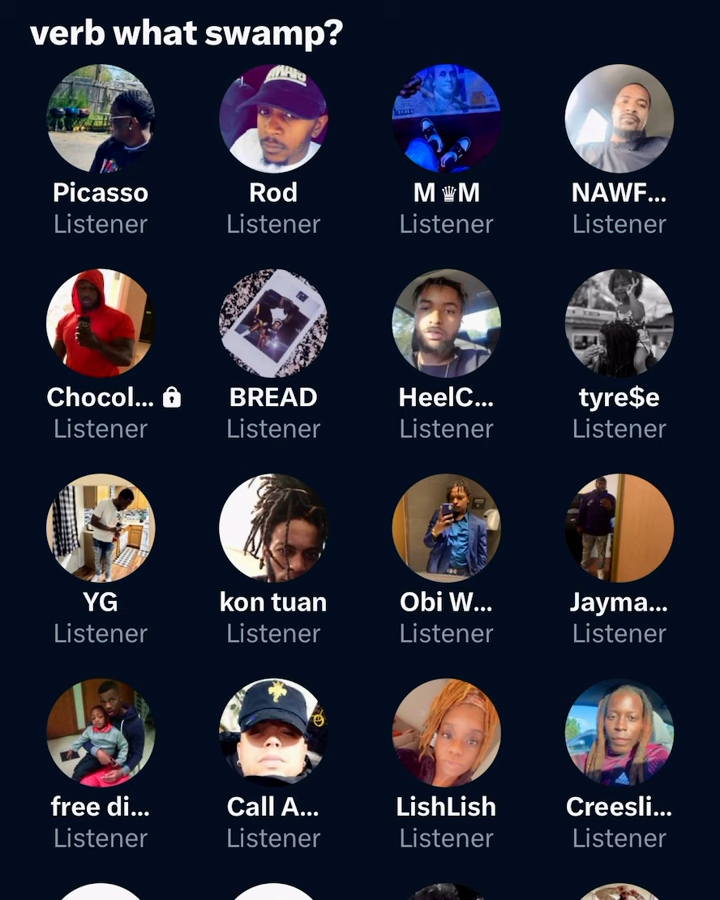 verb what swamp?
Picasso Rod M♛M NAWF...
Listener Listener Listener Listener
Chocol... BREAD HeelC... tyre$e
Listener Listener Listener Listener
YG kon tuan Obi W... Jayma...
Listener Listener Listener Listener
free di... Call A... LishLish Creesli...
Listener Listener Listener Listener